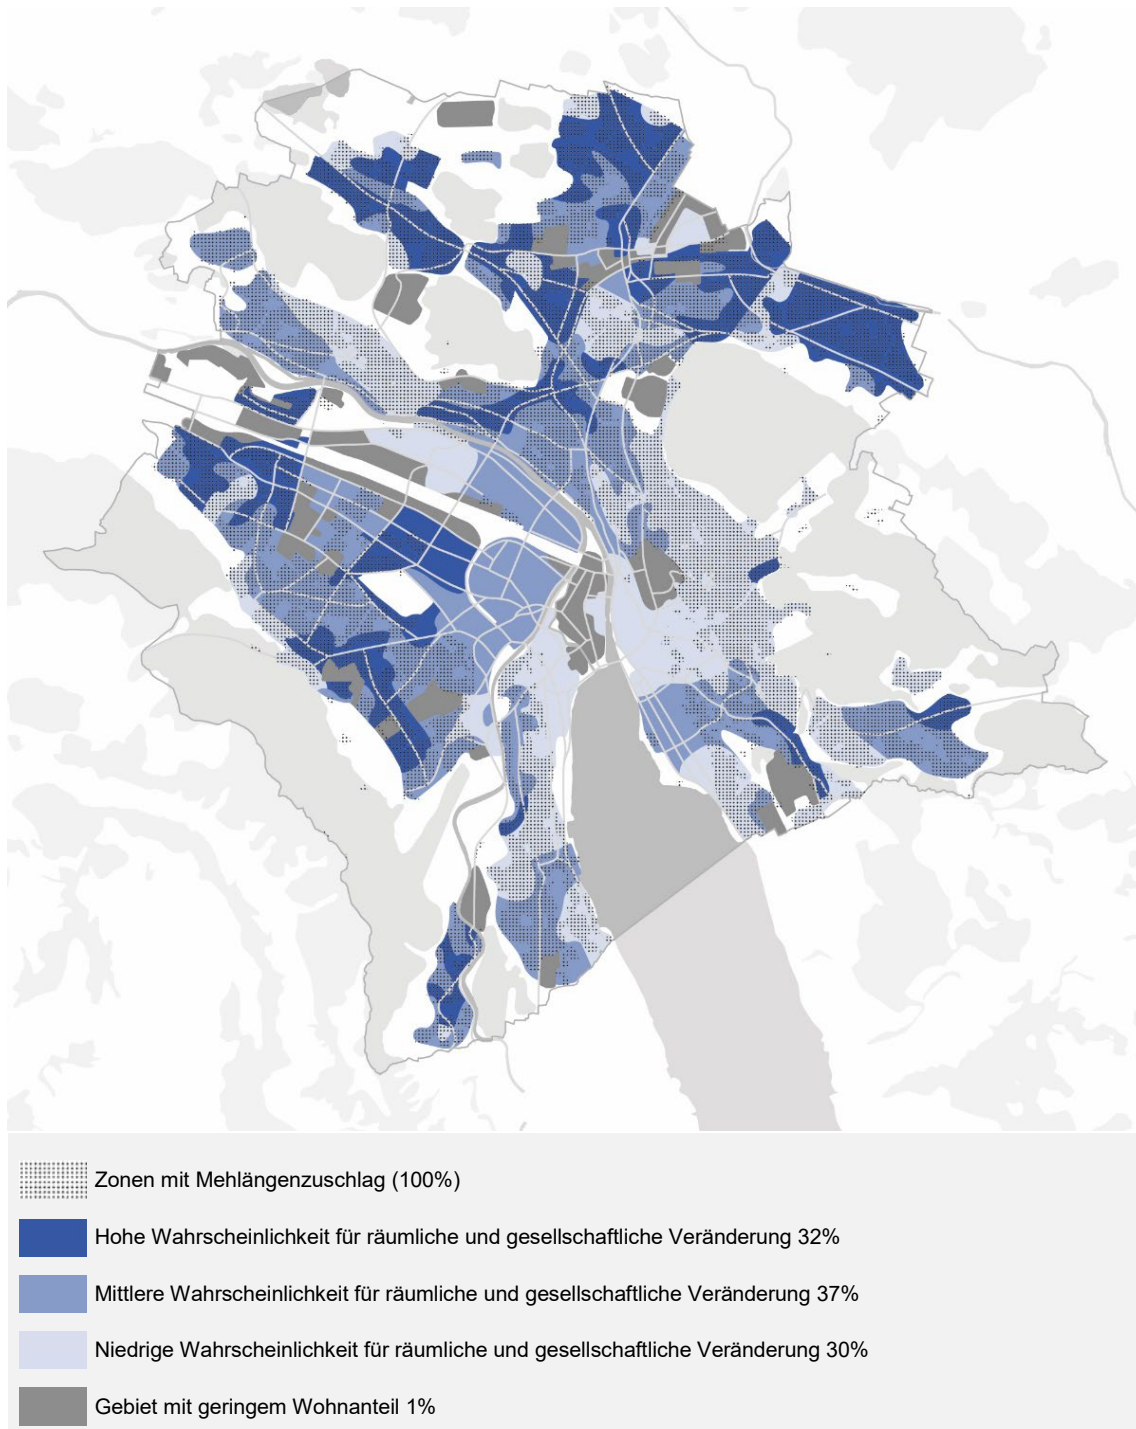 Zonen mit Mehlängenzuschlag (100%)
Hohe Wahrscheinlichkeit für räumliche und gesellschaftliche Veränderung 32%
Mittlere Wahrscheinlichkeit für räumliche und gesellschaftliche Veränderung 37%
Niedrige Wahrscheinlichkeit für räumliche und gesellschaftliche Veränderung 30%
Gebiet mit geringem Wohnanteil 1%